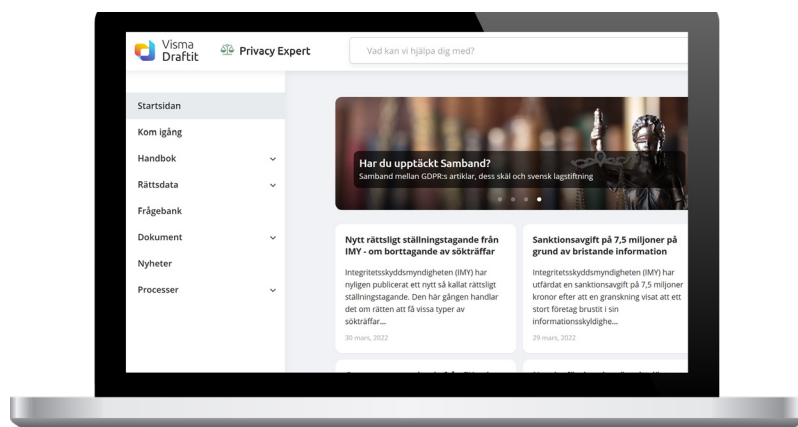 Visma
Draftit
Privacy Expert
Vad kan vi hjälpa dig med?
Startsidan
Kom igång
Handbok
Rättsdata
Frågebank
Dokument
Nyheter
Processer
Har du upptäckt Samband?
Samband mellan GDPR:s artiklar, dess skäl och svensk lagstiftning
Nytt rättsligt ställningstagande från
IMY - om borttagande av sökträffar
Integritetsskyddsmyndigheten (IMY) har
nyligen publicerat ett nytt så kallat rättsligt
ställningstagande. Den här gången handlar
det om rätten att få vissa typer av
sökträffar...
30 mars, 2022
Sanktionsavgift på 7,5 miljoner på
grund av bristande information
Integritetsskyddsmyndigheten (IMY) har
utfärdat en sanktionsavgift på 7,5 miljoner
kronor efter att en granskning visat att ett
stort företag brustit i sin
informationsskyldighe...
29 mars, 2022